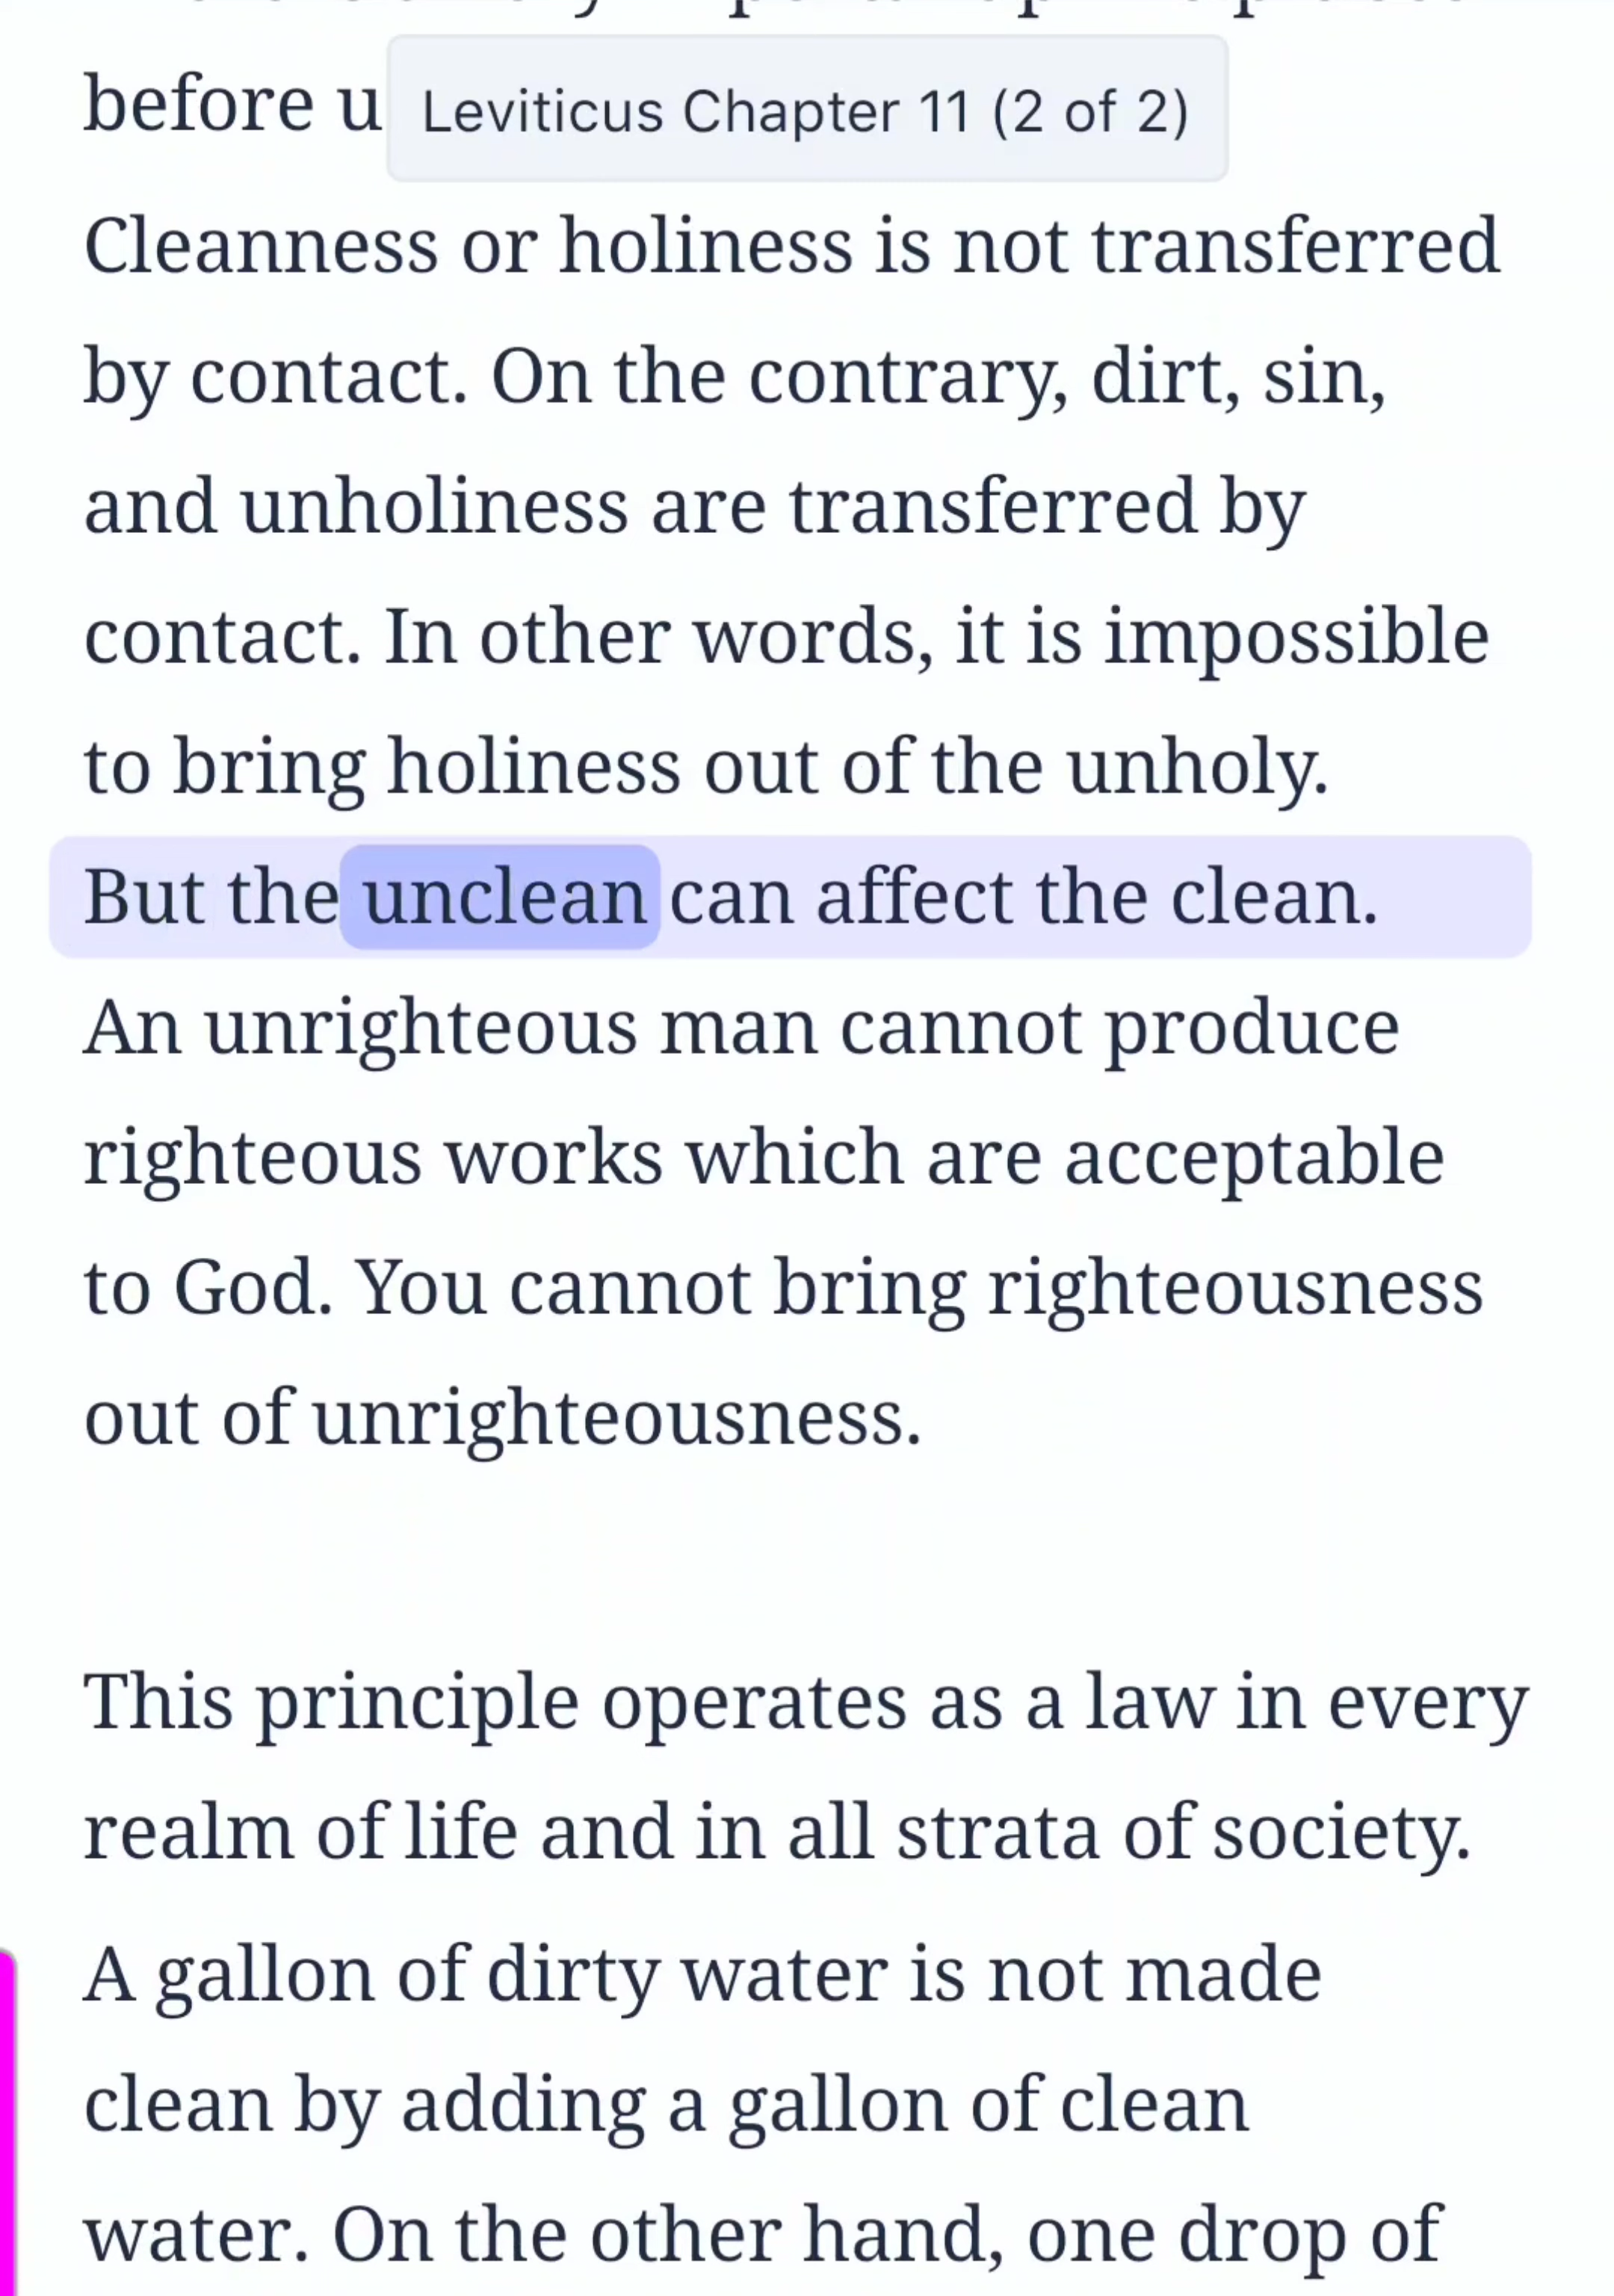 before u
Leviticus Chapter 11 (2 of 2)
Cleanness or holiness is not transferred
by contact. On the contrary, dirt, sin,
and unholiness are transferred by
contact. In other words, it is impossible
to bring holiness out of the unholy.
But the unclean can affect the clean.
An unrighteous man cannot produce
righteous works which are acceptable
to God. You cannot bring righteousness
out of unrighteousness.
This principle operates as a law in every
realm of life and in all strata of society.
A gallon of dirty water is not made
clean by adding a gallon of clean
water. On the other hand, one drop of